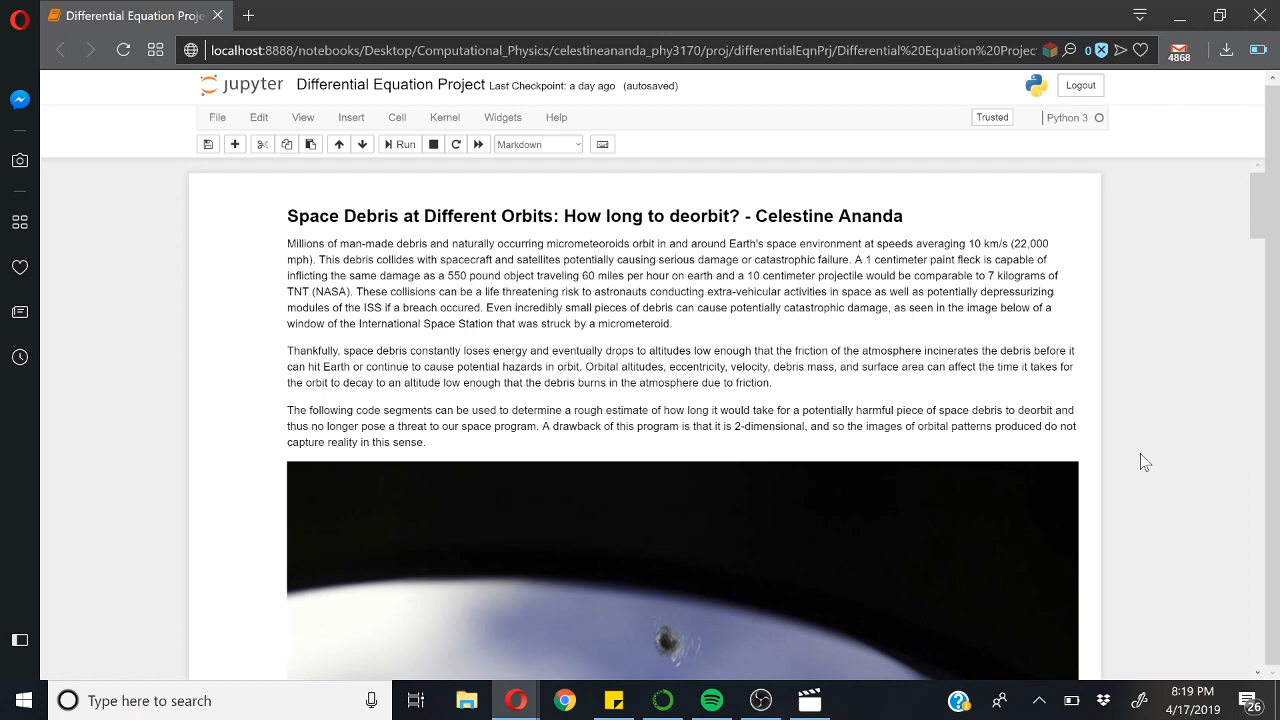 Differential Equation Proje
localhost:8888/notebooks/Desktop/Computational_Physics/celestineananda_phy3170/proj/differentialEqnPrj/Differential%20Equation%20Projec
0
4868
jupyter Differential Equation Project Last Checkpoint: a day ago (autosaved)
Logout
File Edit View Insert Cell Kernel Widgets Help
Trusted
Python 3
Run
Markdown
Space Debris at Different Orbits: How long to deorbit? - Celestine Ananda
Millions of man-made debris and naturally occurring micrometeoroids orbit in and around Earth's space environment at speeds averaging 10 km/s (22,000
mph). This debris collides with spacecraft and satellites potentially causing serious damage or catastrophic failure. A 1 centimeter paint fleck is capable of
inflicting the same damage as a 550 pound object traveling 60 miles per hour on earth and a 10 centimeter projectile would be comparable to 7 kilograms of
TNT (NASA). These collisions can be a life threatening risk to astronauts conducting extra-vehicular activities in space as well as potentially depressurizing
modules of the ISS if a breach occured. Even incredibly small pieces of debris can cause potentially catastrophic damage, as seen in the image below of a
window of the International Space Station that was struck by a micrometeroid.
Thankfully, space debris constantly loses energy and eventually drops to altitudes low enough that the friction of the atmosphere incinerates the debris before it
can hit Earth or continue to cause potential hazards in orbit. Orbital altitudes, eccentricity, velocity, debris mass, and surface area can affect the time it takes for
the orbit to decay to an altitude low enough that the debris burns in the atmosphere due to friction.
The following code segments can be used to determine a rough estimate of how long it would take for a potentially harmful piece of space debris to deorbit and
thus no longer pose a threat to our space program. A drawback of this program is that it is 2-dimensional, and so the images of orbital patterns produced do not
capture reality in this sense.
Type here to search
8:19 PM
4/17/2019
26